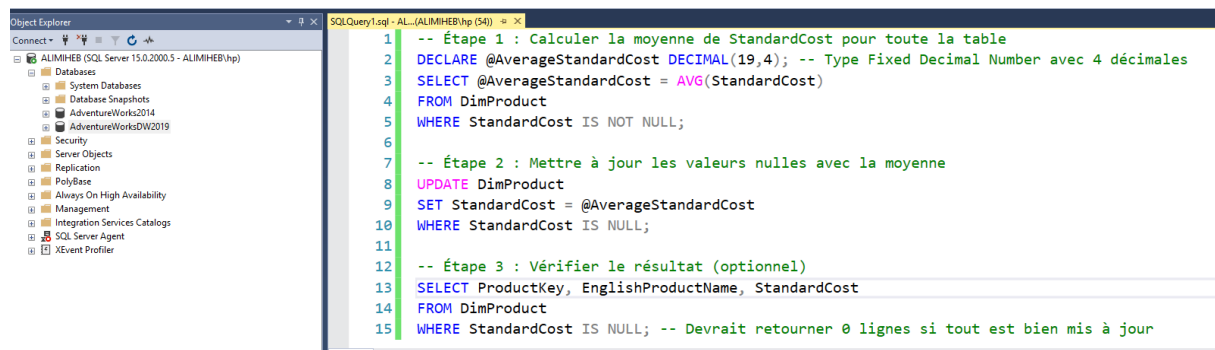 Object Explorer
Connect
ALIMIHEB (SQL Server 15.0.2000.5 - ALIMIHEB\hp)
Databases
System Databases
Database Snapshots
AdventureWorks2014
AdventureWorksDW2019
Security
Server Objects
Replication
PolyBase
Always On High Availability
Management
Integration Services Catalogs
SQL Server Agent
XEvent Profiler
SQLQuery1.sql - AL...(ALIMIHEB\hp (54))
1 -- Étape 1 : Calculer la moyenne de StandardCost pour toute la table
2 DECLARE @AverageStandardCost DECIMAL(19,4); -- Type Fixed Decimal Number avec 4 décimales
3 SELECT @AverageStandardCost = AVG(StandardCost)
4 FROM DimProduct
5 WHERE StandardCost IS NOT NULL;
6
7 -- Étape 2 : Mettre à jour les valeurs nulles avec la moyenne
8 UPDATE DimProduct
9 SET StandardCost = @AverageStandardCost
10 WHERE StandardCost IS NULL;
11
12 -- Étape 3 : Vérifier le résultat (optionnel)
13 SELECT ProductKey, EnglishProductName, StandardCost
14 FROM DimProduct
15 WHERE StandardCost IS NULL; -- Devrait retourner 0 lignes si tout est bien mis à jour